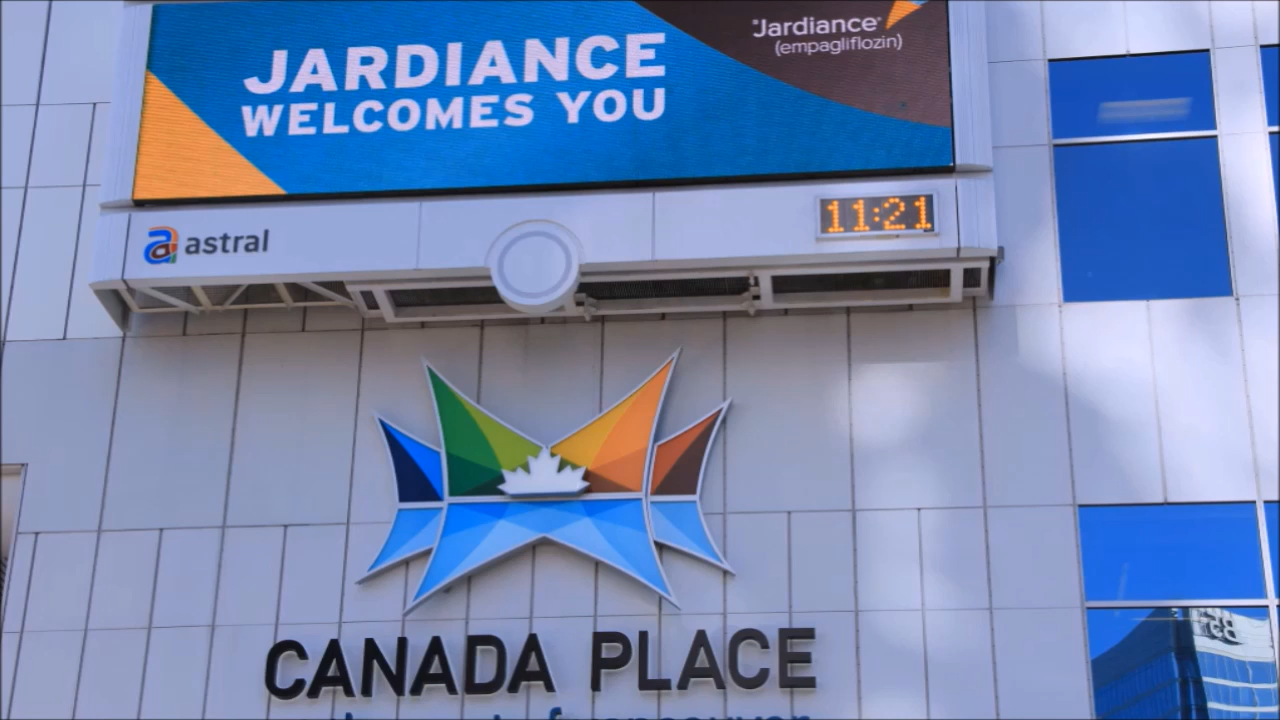 "Jardiance"
(empagliflozin)
JARDIANCE
WELCOMES YOU
astral
11:21
CANADA PLACE